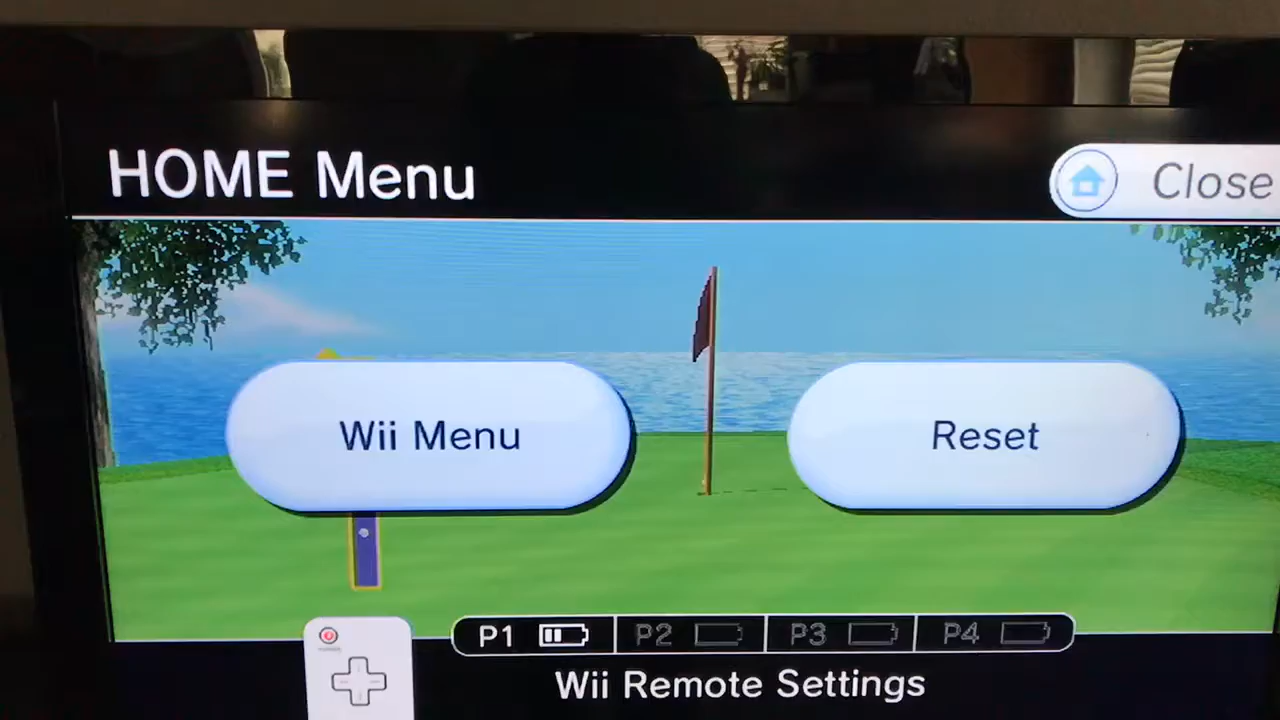 HOME Menu
Close
Wii Menu
Reset
P1
P2
P3
P4
Wii Remote Settings